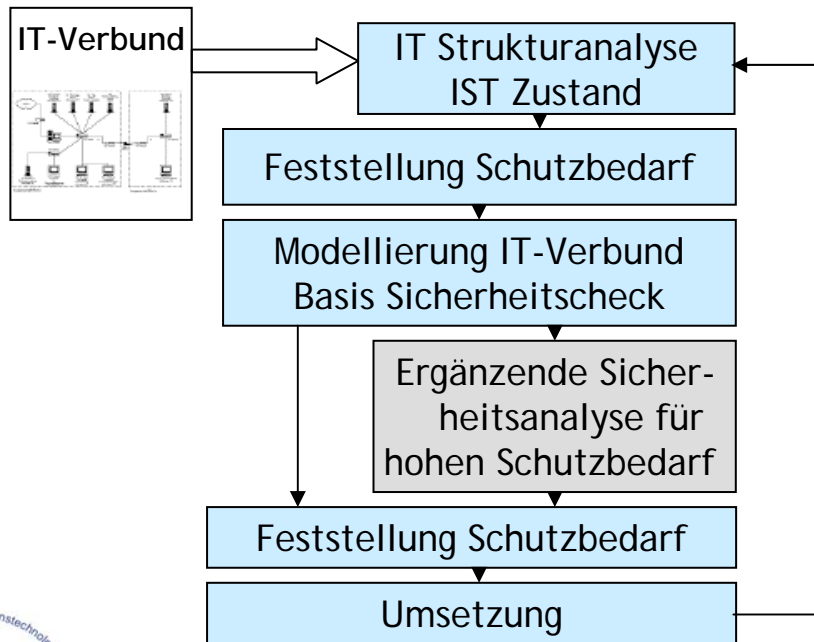 IT-Verbund
IT Strukturanalyse
IST Zustand
Feststellung Schutzbedarf
Modellierung IT-Verbund
Basis Sicherheitscheck
Ergänzende Sicher-
heitsanalyse für
hohen Schutzbedarf
Feststellung Schutzbedarf
Umsetzung